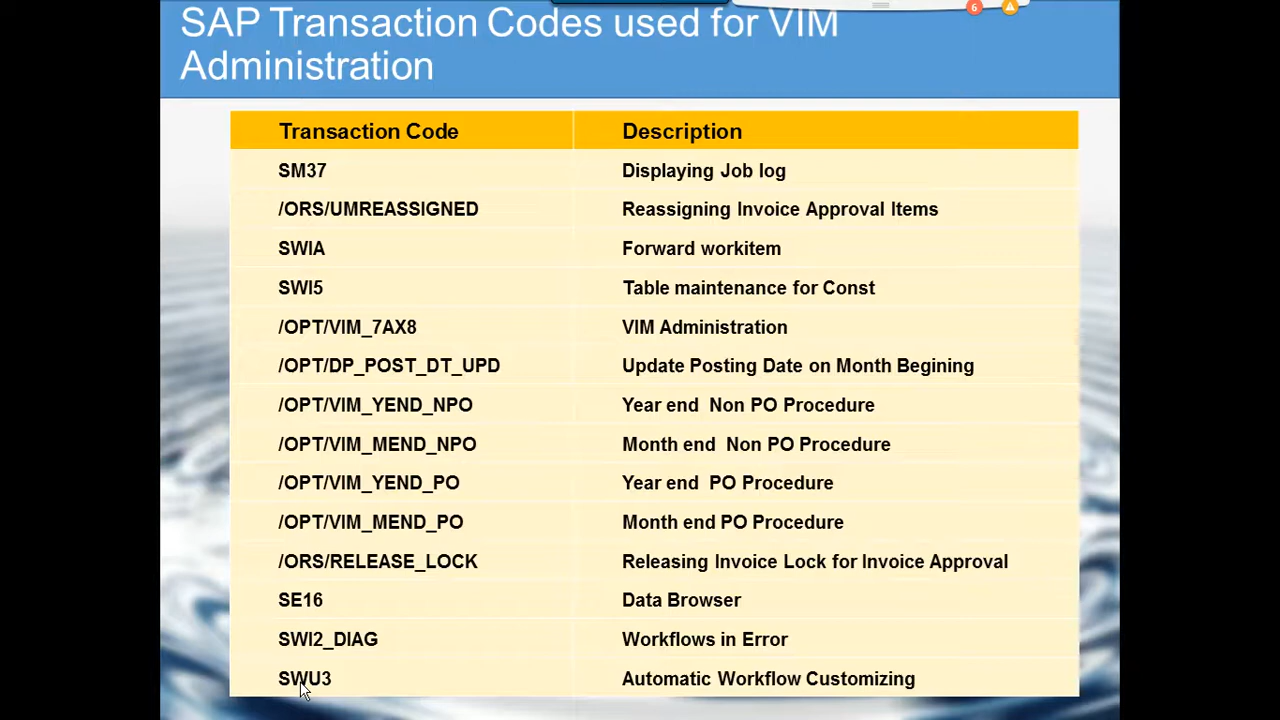 SAP Transaction Codes used for VIM
Administration
6
Transaction Code Description
SM37 Displaying Job log
/ORS/UMREASSIGNED Reassigning Invoice Approval Items
SWIA Forward workitem
SWI5 Table maintenance for Const
/OPT/VIM_7AX8 VIM Administration
/OPT/DP_POST_DT_UPD Update Posting Date on Month Begining
/OPT/VIM_YEND_NPO Year end Non PO Procedure
/OPT/VIM_MEND_NPO Month end Non PO Procedure
/OPT/VIM_YEND_PO Year end PO Procedure
/OPT/VIM_MEND_PO Month end PO Procedure
/ORS/RELEASE_LOCK Releasing Invoice Lock for Invoice Approval
SE16 Data Browser
SWI2_DIAG Workflows in Error
SWU3 Automatic Workflow Customizing